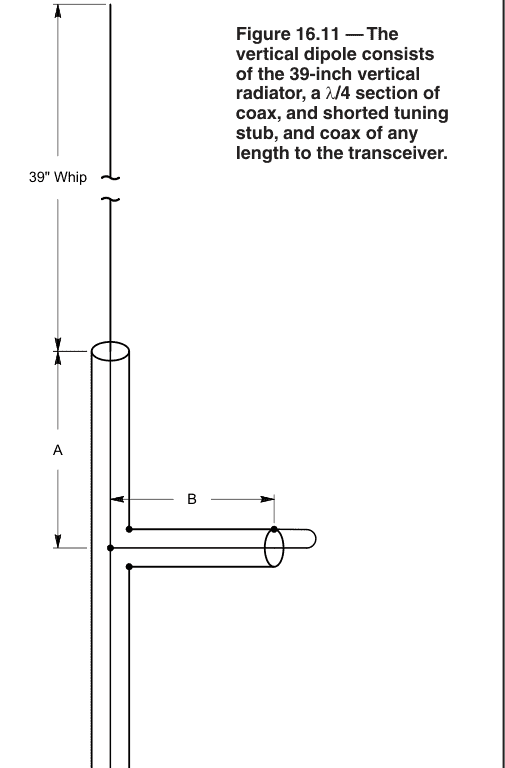 Figure 16.11 — The
vertical dipole consists
of the 39-inch vertical
radiator, a λ/4 section of
coax, and shorted tuning
stub, and coax of any
length to the transceiver.
39" Whip
A
B